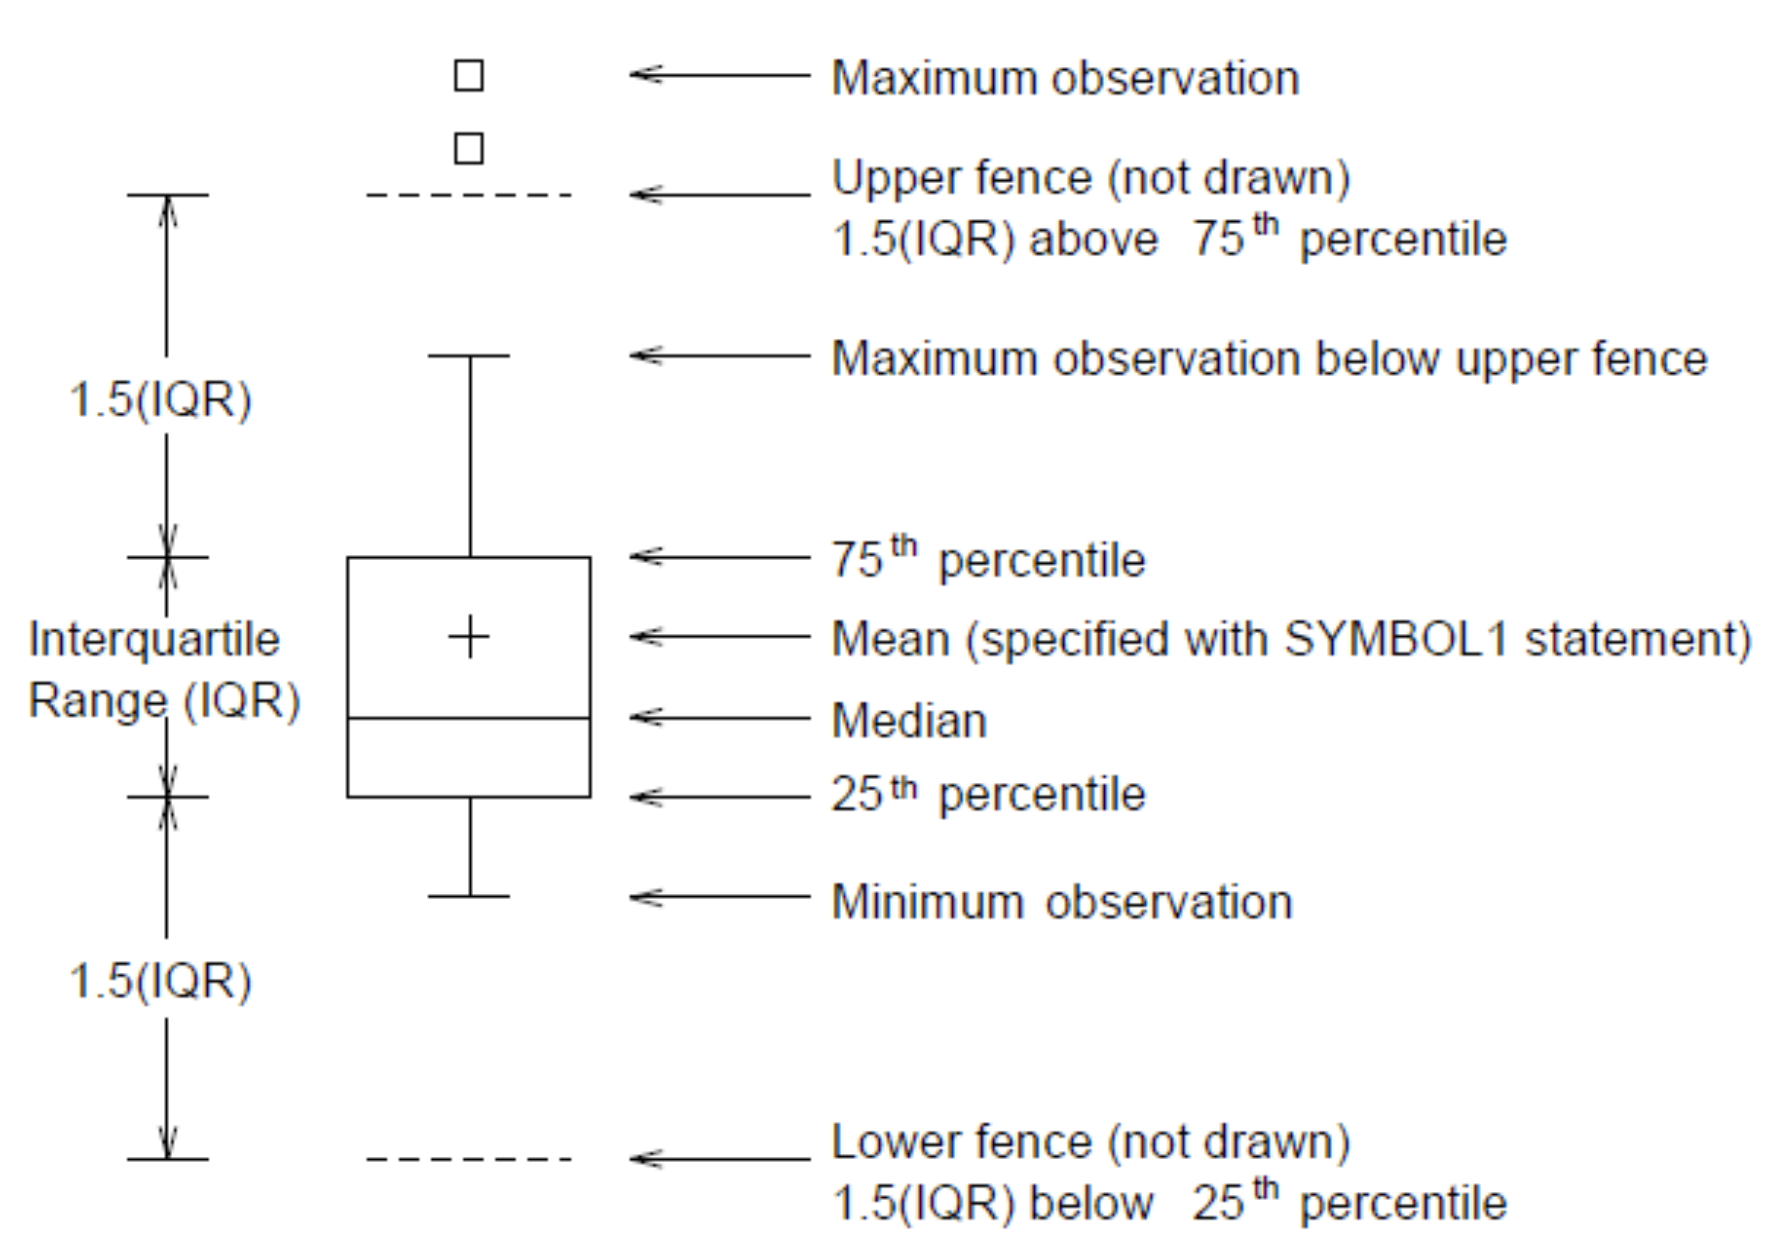 Maximum observation
Upper fence (not drawn)
1.5(IQR) above 75th percentile
Maximum observation below upper fence
1.5(IQR)
75th percentile
Interquartile
Range (IQR)
Mean (specified with SYMBOL1 statement)
Median
25th percentile
Minimum observation
1.5(IQR)
Lower fence (not drawn)
1.5(IQR) below 25th percentile